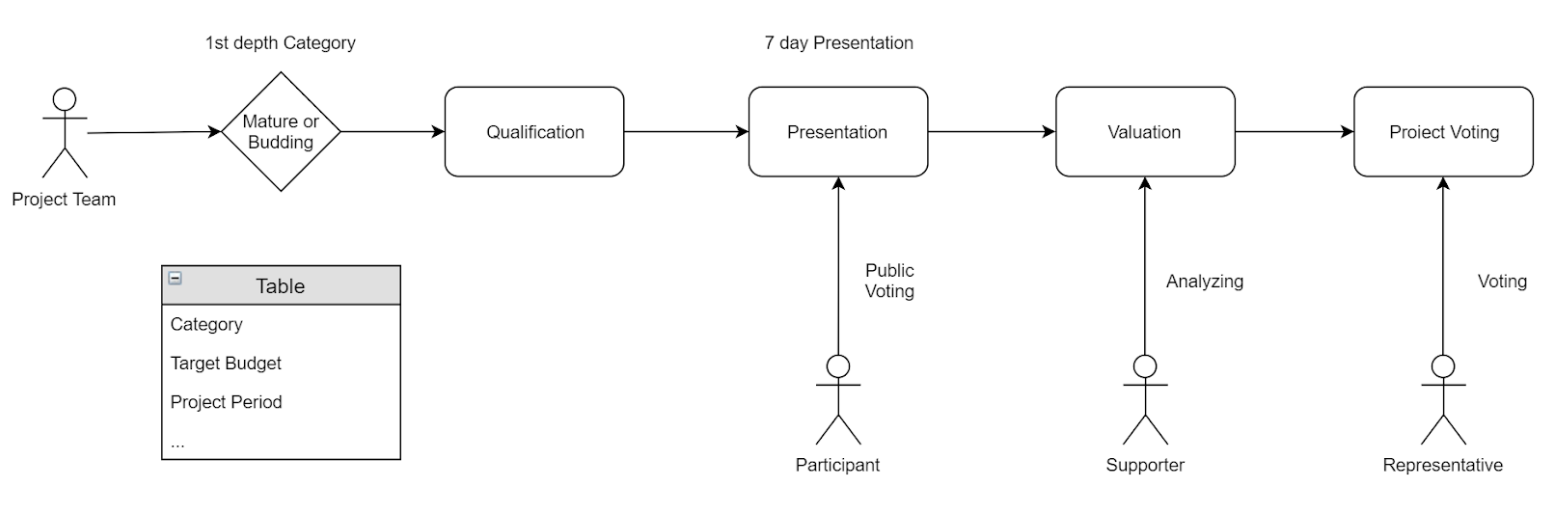 1st depth Category
7 day Presentation
Mature or
Budding
Qualification
Presentation
Valuation
Proiect Voting
Project Team
Table
Category
Target Budget
Project Period
...
Public
Voting
Analyzing
Voting
Participant
Supporter
Representative